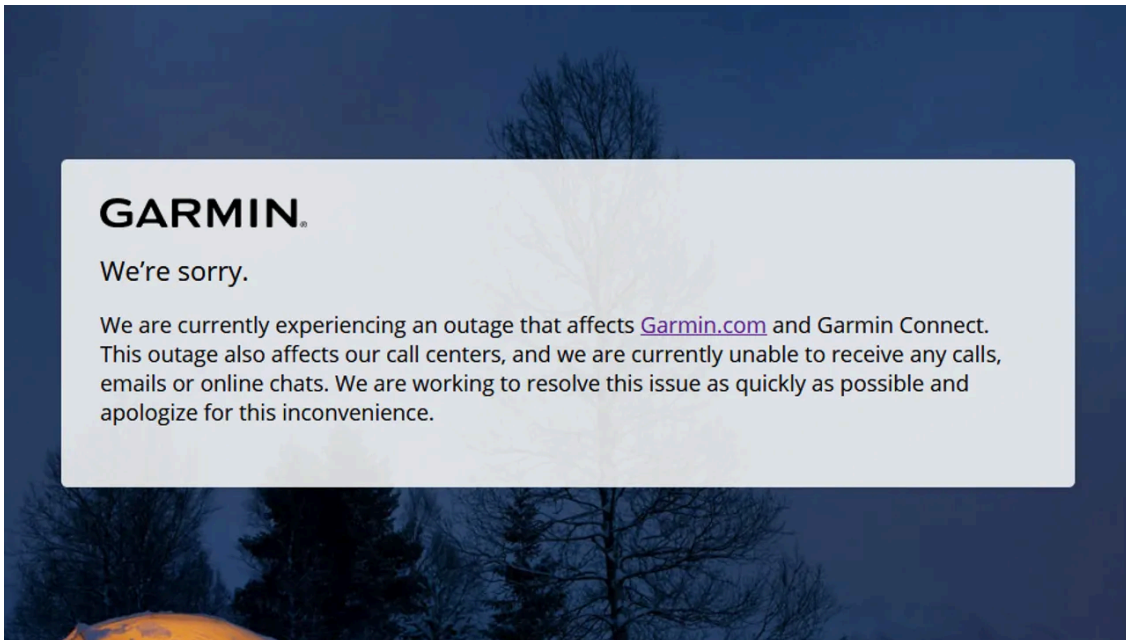 GARMIN®
We're sorry.
We are currently experiencing an outage that affects Garmin.com and Garmin Connect.
This outage also affects our call centers, and we are currently unable to receive any calls,
emails or online chats. We are working to resolve this issue as quickly as possible and
apologize for this inconvenience.